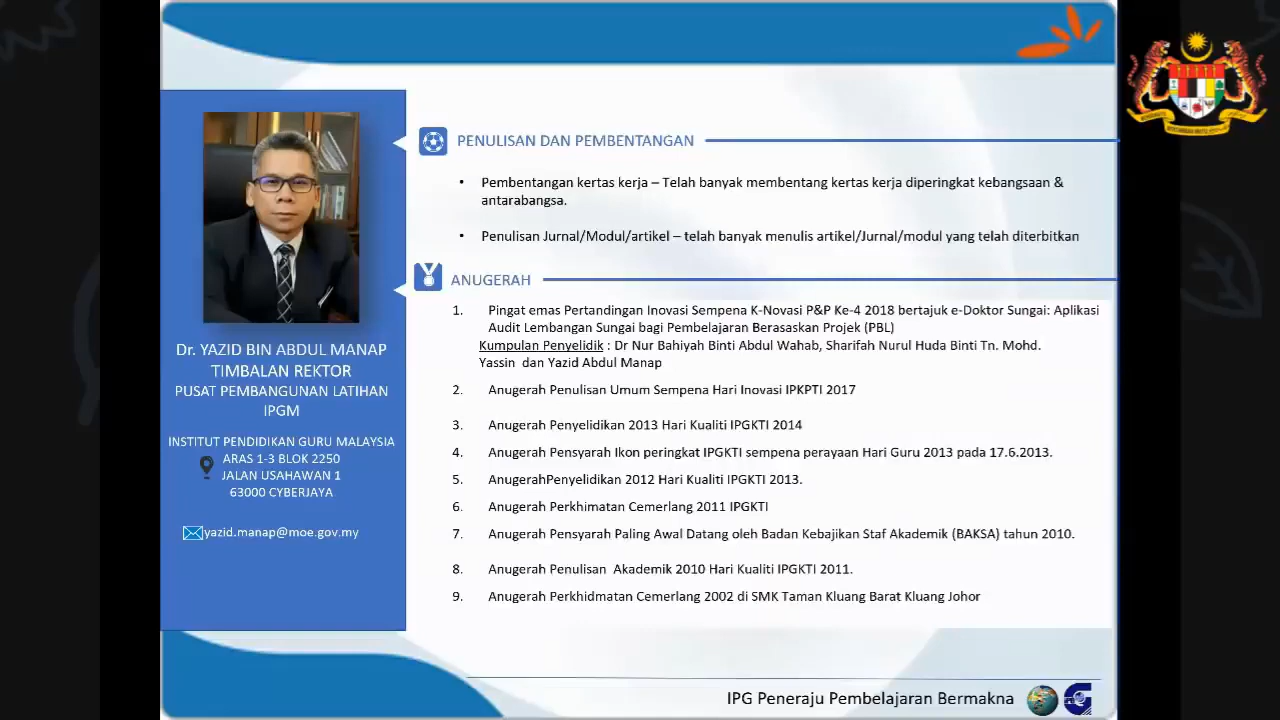 PENULISAN DAN PEMBENTANGAN
• Pembentangan kertas kerja – Telah banyak membentang kertas kerja diperingkat kebangsaan &
antarabangsa.
• Penulisan Jurnal/Modul/artikel – telah banyak menulis artikel/Jurnal/modul yang telah diterbitkan
ANUGERAH
1. Pingat emas Pertandingan Inovasi Sempena K-Novasi P&P Ke-4 2018 bertajuk e-Doktor Sungai: Aplikasi
Audit Lembangan Sungai bagi Pembelajaran Berasaskan Projek (PBL)
Kumpulan Penyelidik : Dr Nur Bahiyah Binti Abdul Wahab, Sharifah Nurul Huda Binti Tn. Mohd.
Yassin dan Yazid Abdul Manap
2. Anugerah Penulisan Umum Sempena Hari Inovasi IPKPTI 2017
3. Anugerah Penyelidikan 2013 Hari Kualiti IPGKTI 2014
4. Anugerah Pensyarah Ikon peringkat IPGKTI sempena perayaan Hari Guru 2013 pada 17.6.2013.
5. AnugerahPenyelidikan 2012 Hari Kualiti IPGKTI 2013.
6. Anugerah Perkhimatan Cemerlang 2011 IPGKTI
7. Anugerah Pensyarah Paling Awal Datang oleh Badan Kebajikan Staf Akademik (BAKSA) tahun 2010.
8. Anugerah Penulisan Akademik 2010 Hari Kualiti IPGKTI 2011.
9. Anugerah Perkhidmatan Cemerlang 2002 di SMK Taman Kluang Barat Kluang Johor
Dr. YAZID BIN ABDUL MANAP
TIMBALAN REKTOR
PUSAT PEMBANGUNAN LATIHAN
IPGM
INSTITUT PENDIDIKAN GURU MALAYSIA
ARAS 1-3 BLOK 2250
JALAN USAHAWAN 1
63000 CYBERJAYA
yazid.manap@moe.gov.my
IPG Peneraju Pembelajaran Bermakna